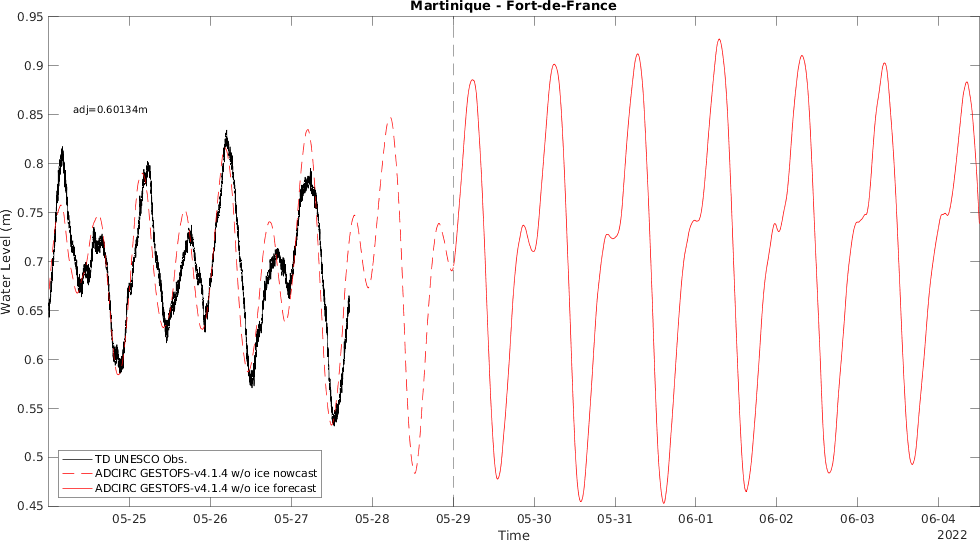 Martinique - Fort-de-France
0.95
0.9
0.85
0.8
0.75
0.7
0.65
0.6
0.55
0.5
0.45
Water Level (m)
adj=0.60134m
TD UNESCO Obs.
ADCIRC GESTOFS-v4.1.4 w/o ice nowcast
ADCIRC GESTOFS-v4.1.4 w/o ice forecast
05-25 05-26 05-27 05-28 05-29 05-30 05-31 06-01 06-02 06-03 06-04
Time
2022